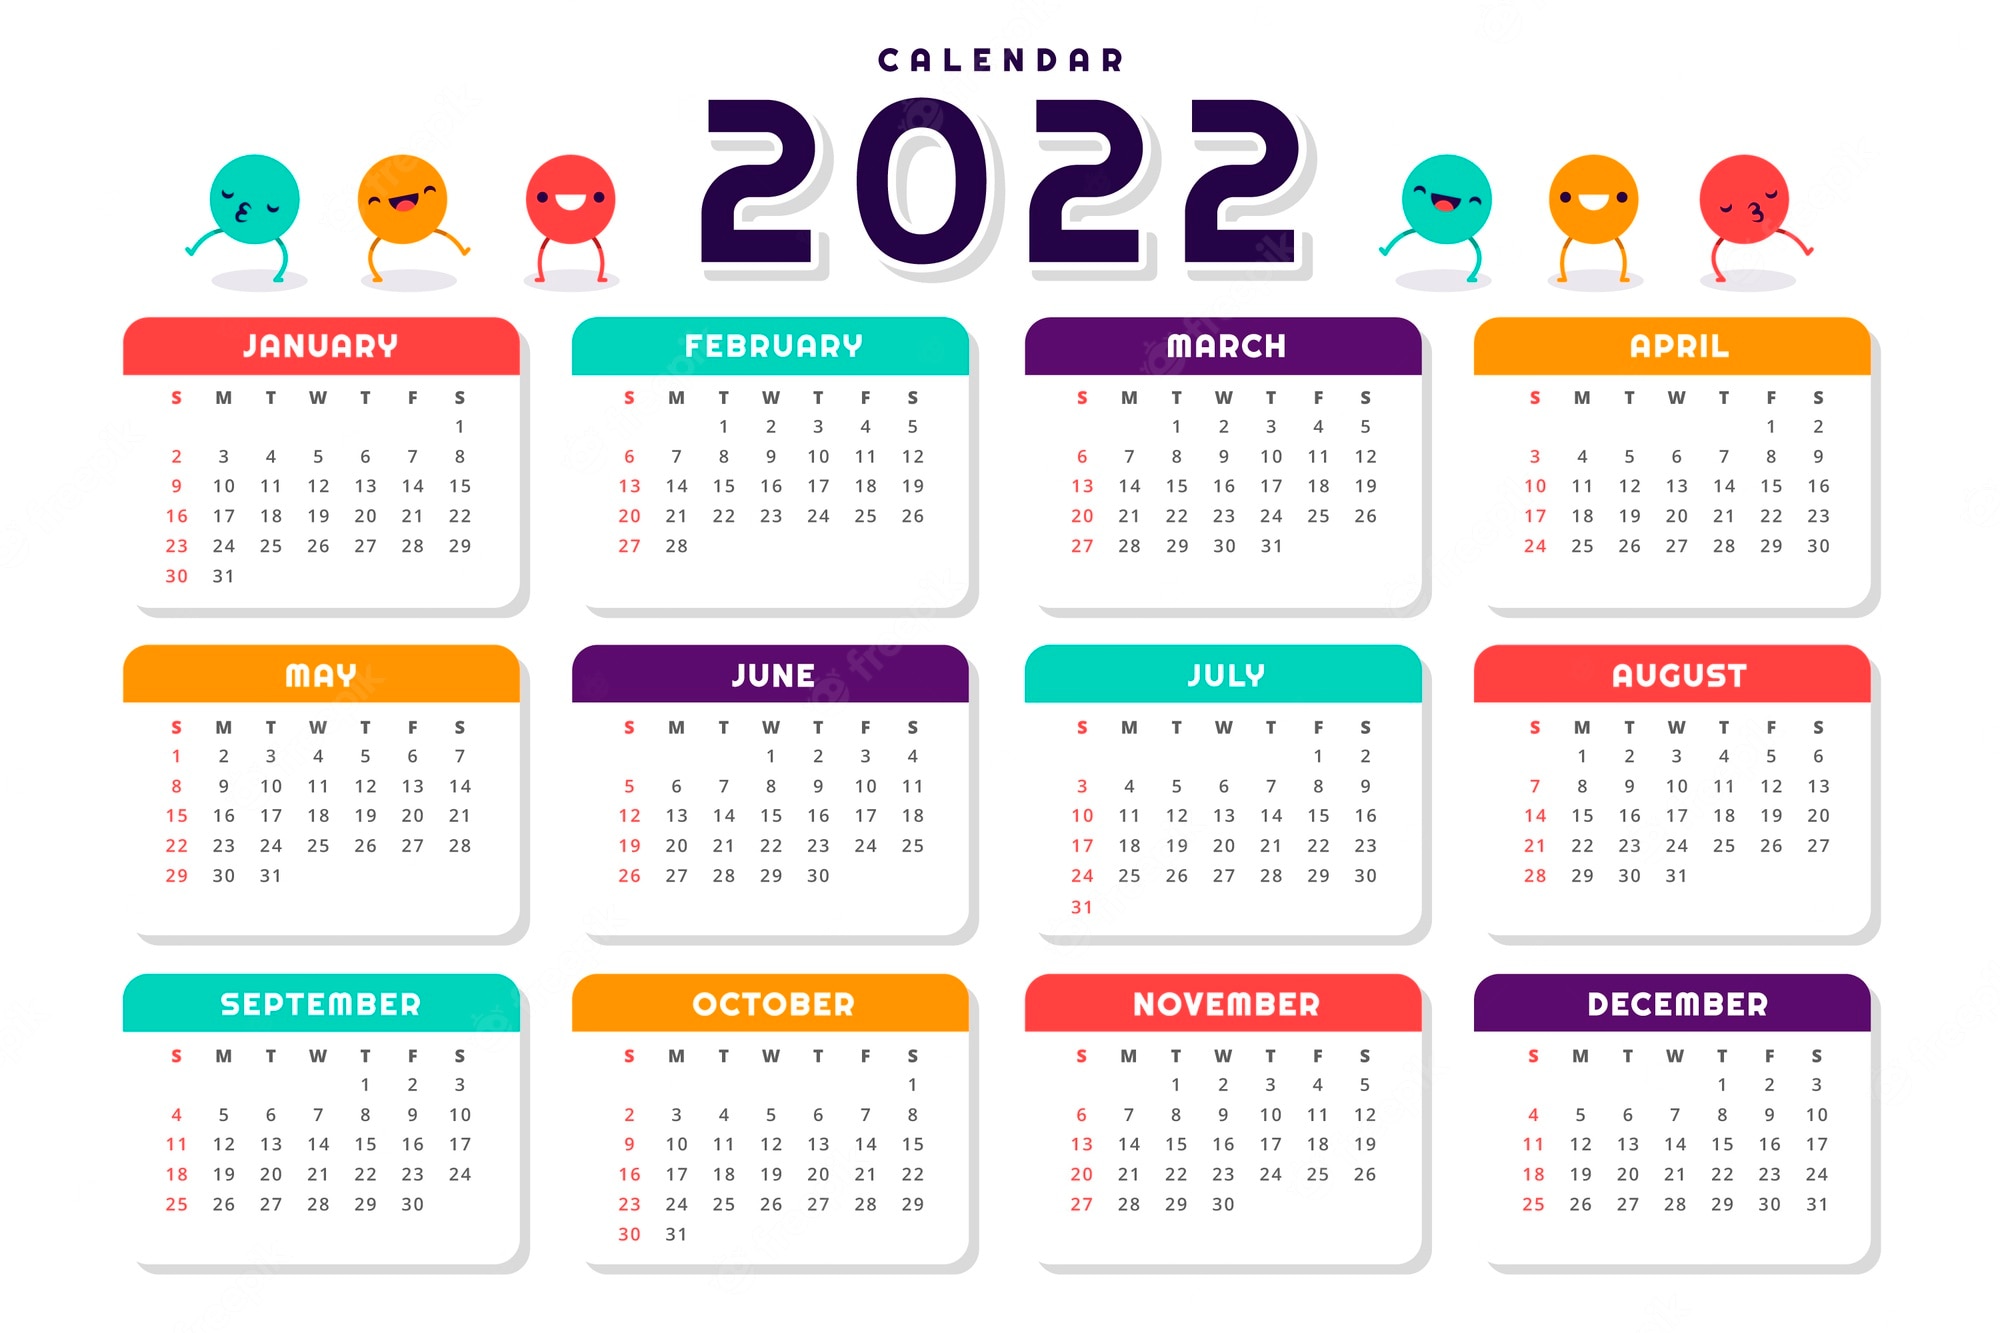 CALENDAR
2022
JANUARY
S M T W T F S
1
2 3 4 5 6 7 8
9 10 11 12 13 14 15
16 17 18 19 20 21 22
23 24 25 26 27 28 29
30 31
FEBRUARY
S M T W T F S
1 2 3 4 5
6 7 8 9 10 11 12
13 14 15 16 17 18 19
20 21 22 23 24 25 26
27 28
MARCH
S M T W T F S
1 2 3 4 5
6 7 8 9 10 11 12
13 14 15 16 17 18 19
20 21 22 23 24 25 26
27 28 29 30 31
APRIL
S M T W T F S
1 2
3 4 5 6 7 8 9
10 11 12 13 14 15 16
17 18 19 20 21 22 23
24 25 26 27 28 29 30
MAY
S M T W T F S
1 2 3 4 5 6 7
8 9 10 11 12 13 14
15 16 17 18 19 20 21
22 23 24 25 26 27 28
29 30 31
JUNE
S M T W T F S
1 2 3 4
5 6 7 8 9 10 11
12 13 14 15 16 17 18
19 20 21 22 23 24 25
26 27 28 29 30
JULY
S M T W T F S
1 2
3 4 5 6 7 8 9
10 11 12 13 14 15 16
17 18 19 20 21 22 23
24 25 26 27 28 29 30
31
AUGUST
S M T W T F S
1 2 3 4 5 6
7 8 9 10 11 12 13
14 15 16 17 18 19 20
21 22 23 24 25 26 27
28 29 30 31
SEPTEMBER
S M T W T F S
1 2 3
4 5 6 7 8 9 10
11 12 13 14 15 16 17
18 19 20 21 22 23 24
25 26 27 28 29 30
OCTOBER
S M T W T F S
1
2 3 4 5 6 7 8
9 10 11 12 13 14 15
16 17 18 19 20 21 22
23 24 25 26 27 28 29
30 31
NOVEMBER
S M T W T F S
1 2 3 4 5
6 7 8 9 10 11 12
13 14 15 16 17 18 19
20 21 22 23 24 25 26
27 28 29 30
DECEMBER
S M T W T F S
1 2 3
4 5 6 7 8 9 10
11 12 13 14 15 16 17
18 19 20 21 22 23 24
25 26 27 28 29 30 31